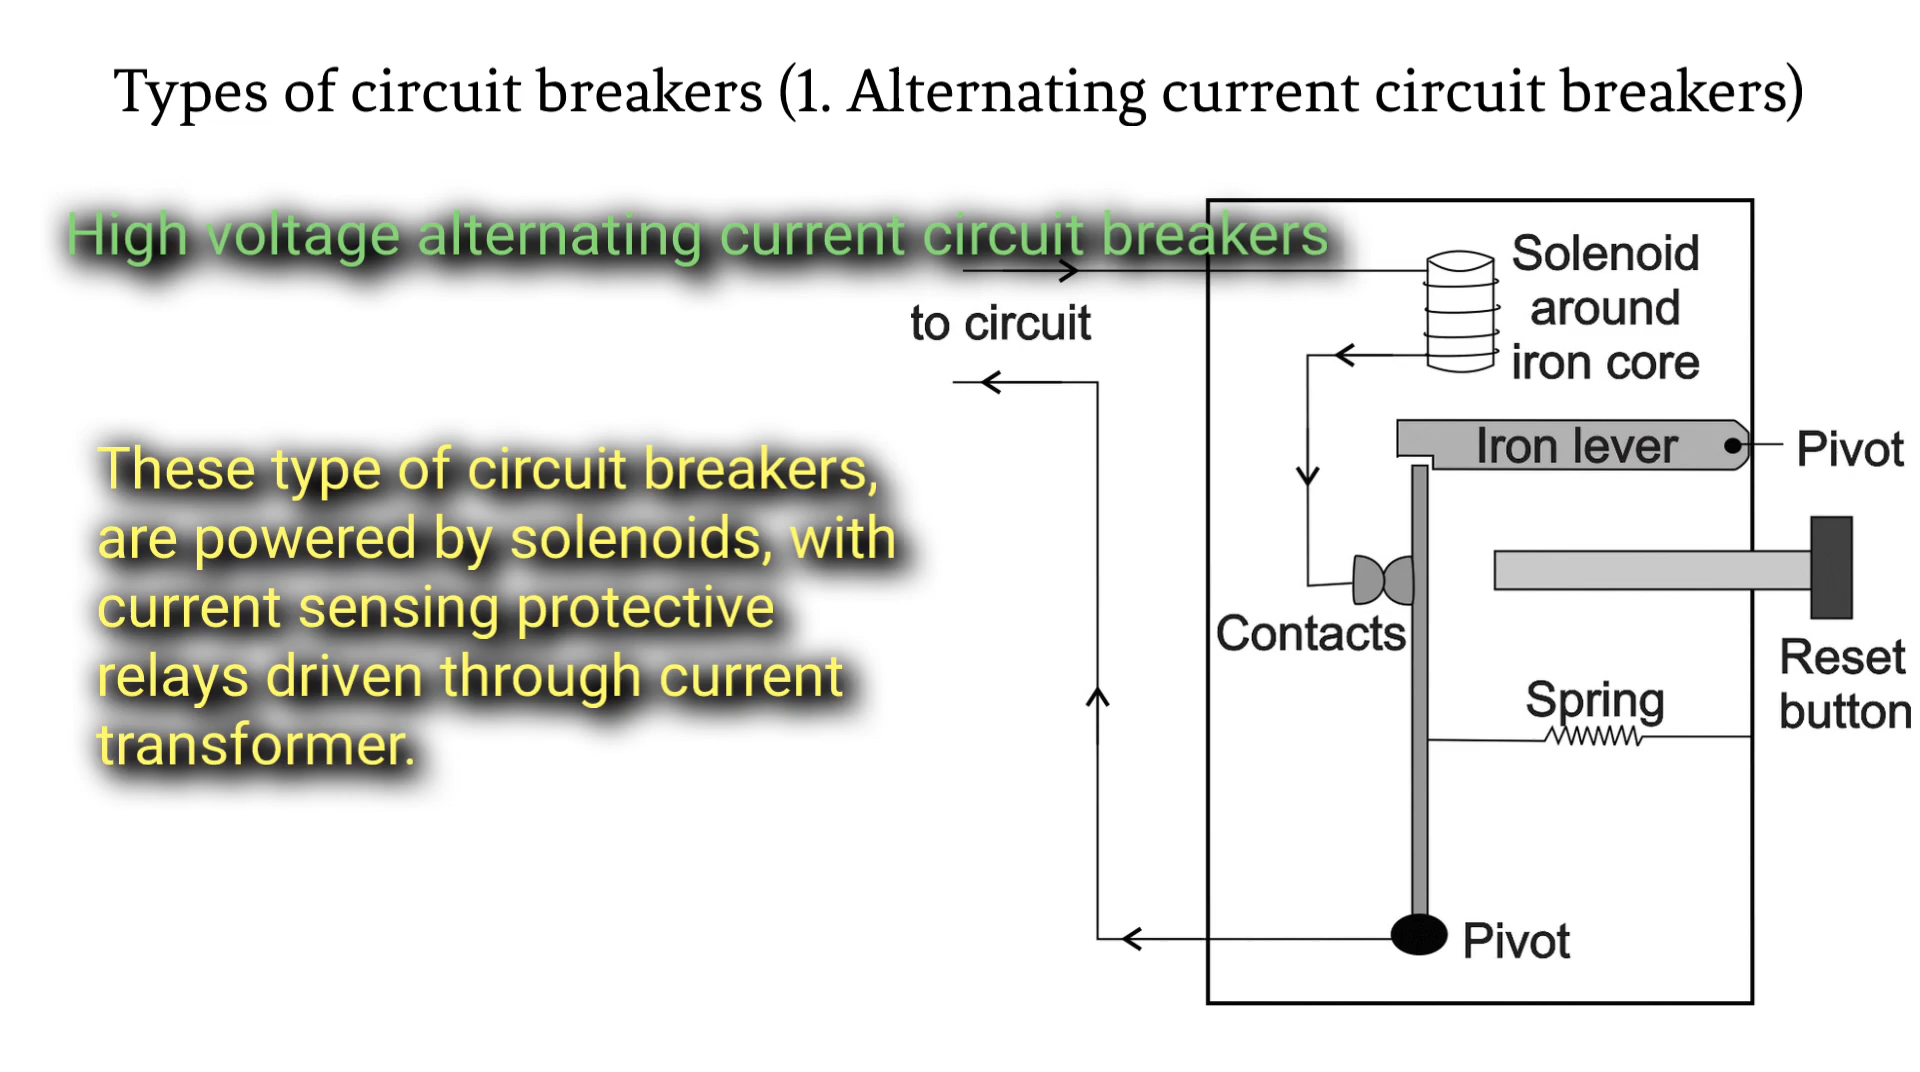 Types of circuit breakers (1. Alternating current circuit breakers)
High voltage alternating current circuit breakers
These type of circuit breakers,
are powered by solenoids, with
current sensing protective
relays driven through current
transformer.
to circuit
Solenoid
around
iron core
Iron lever
Pivot
Contacts
Reset
button
Spring
Pivot